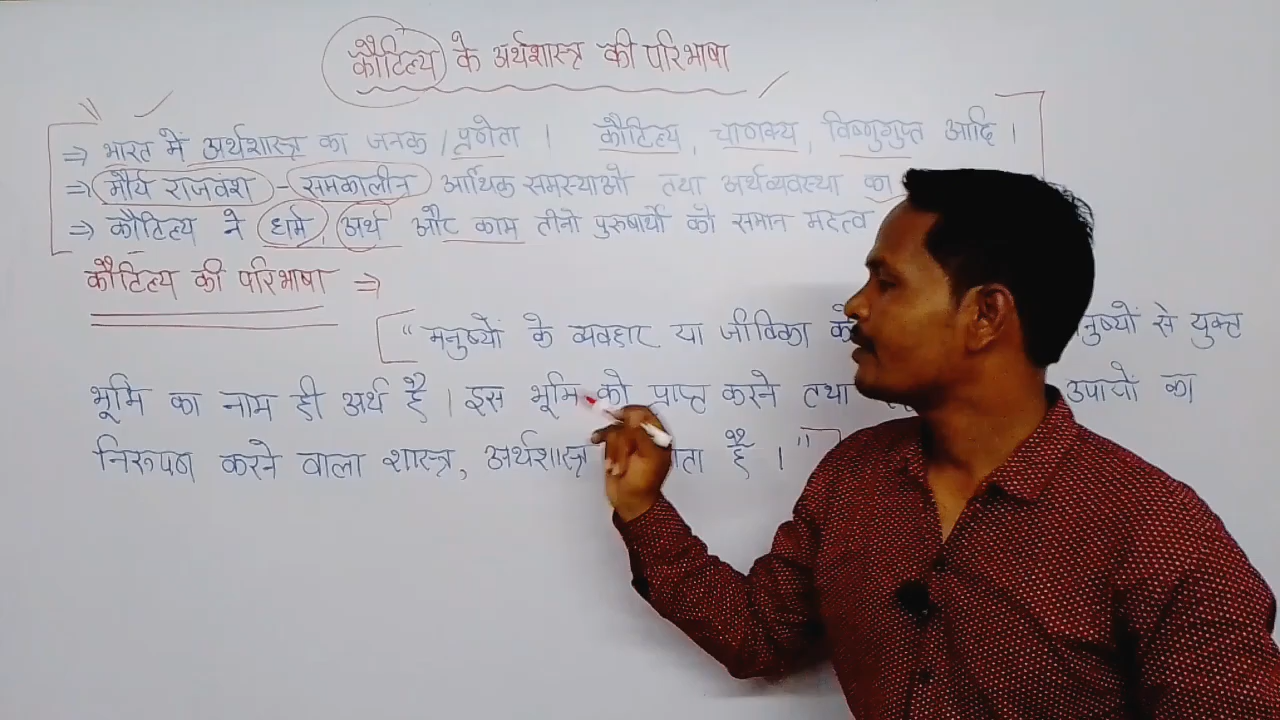 कौटिल्य के अर्थशास्त्र की परिभाषा
⇒ भारत में अर्थशास्त्र का जनक / प्रणेता । कौटिल्य, चाणक्य, विष्णुगुप्त आदि ।
⇒ मौर्य राजवंश - समकालीन आर्थिक समस्याओ तथा अर्थव्यवस्था का
⇒ कौटिल्य ने धर्म, अर्थ और काम तीनो पुरुषार्थो को समान महत्व
कौटिल्य की परिभाषा ⇒
"मनुष्यों के व्यवहार या जीविका को नुष्यों से युक्त
भूमि का नाम ही अर्थ है । इस भूमि को प्राप्त करने तथा उपायों का
निरूपण करने वाला शास्त्र, अर्थशास्त्र ाता है ।"